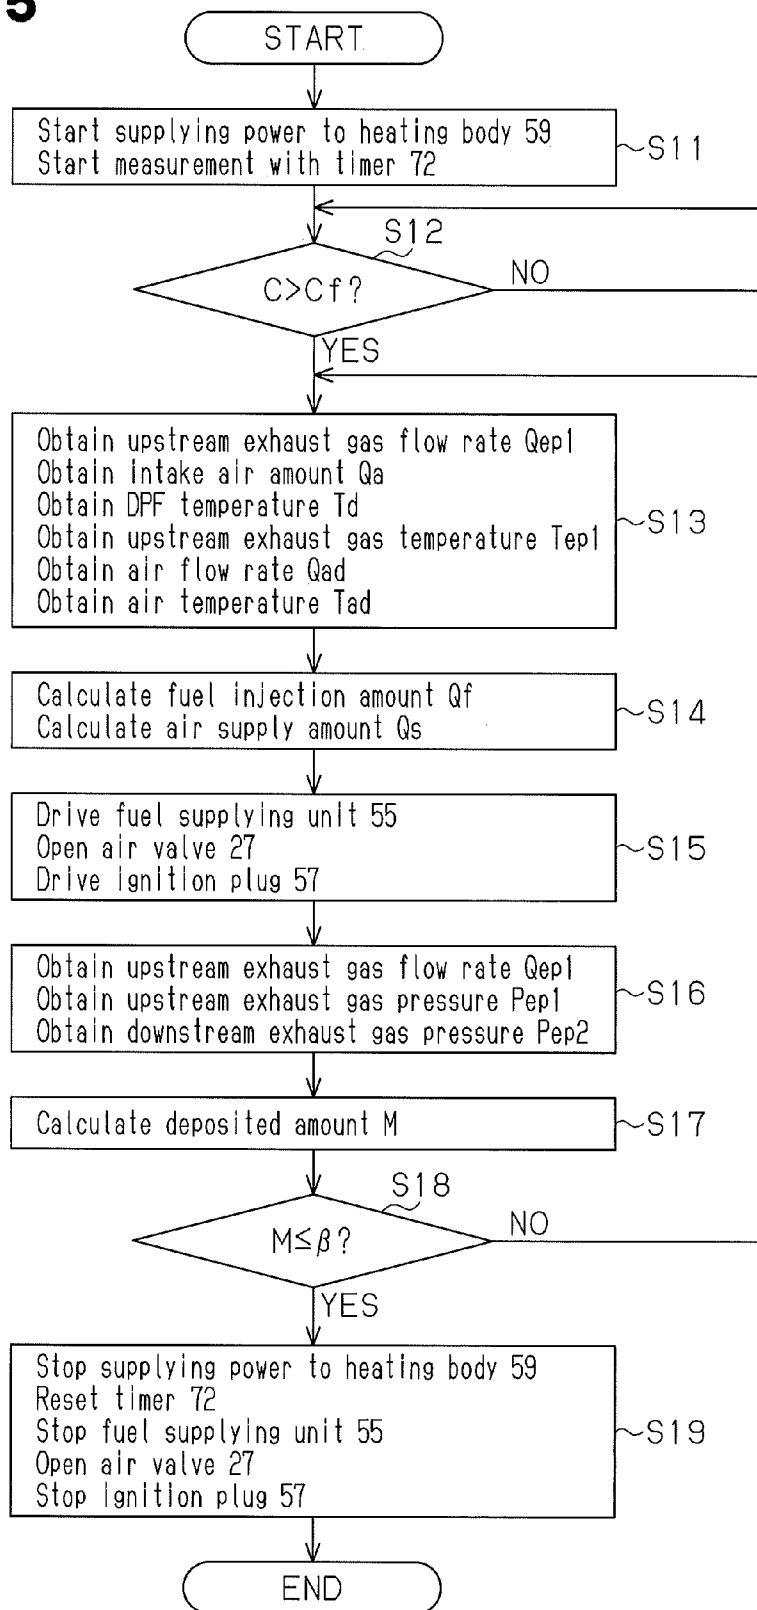 5
START
Start supplying power to heating body 59
Start measurement with timer 72
S11
S12
C>Cf?
NO
YES
Obtain upstream exhaust gas flow rate Qep1
Obtain intake air amount Qa
Obtain DPF temperature Td
Obtain upstream exhaust gas temperature Tep1
Obtain air flow rate Qad
Obtain air temperature Tad
S13
Calculate fuel injection amount Qf
Calculate air supply amount Qs
S14
Drive fuel supplying unit 55
Open air valve 27
Drive ignition plug 57
S15
Obtain upstream exhaust gas flow rate Qep1
Obtain upstream exhaust gas pressure Pep1
Obtain downstream exhaust gas pressure Pep2
S16
Calculate deposited amount M
S17
S18
M≦β?
NO
YES
Stop supplying power to heating body 59
Reset timer 72
Stop fuel supplying unit 55
Open air valve 27
Stop ignition plug 57
S19
END